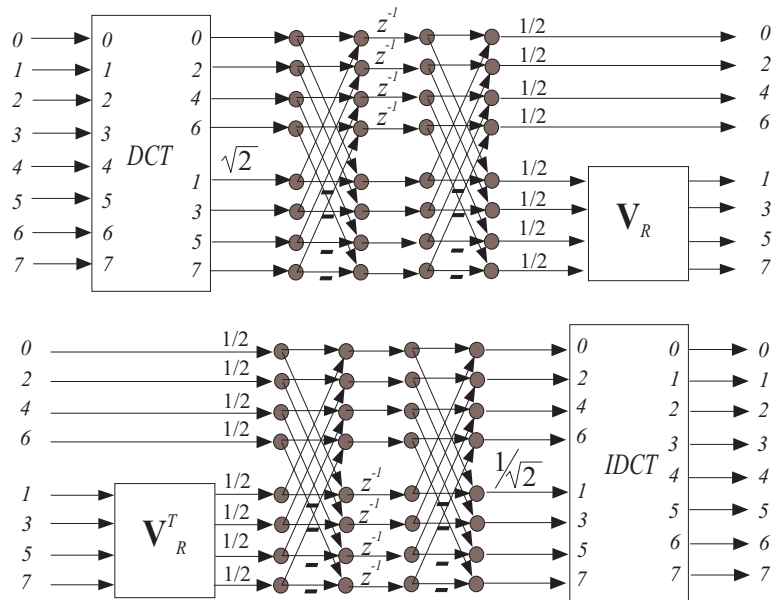 0 0 0 z⁻¹ 1/2 0
1 1 2 z⁻¹ 1/2 2
2 2 4 z⁻¹ 1/2 4
3 3 6 z⁻¹ 1/2 6
4 4 DCT √2 1 - 1/2 1
5 5 3 - 1/2 V_R 3
6 6 5 - - 1/2 5
7 7 7 - - 1/2 7
-
-
0 1/2 0 0 0
2 1/2 2 1 1
4 1/2 4 2 2
6 1/2 6 3 3
1 1/2 - z⁻¹ - 1/√2 1 IDCT 4 4
3 V_R^T 1/2 - z⁻¹ - 3 5 5
5 1/2 z⁻¹ 5 6 6
7 1/2 - z⁻¹ - 7 7 7